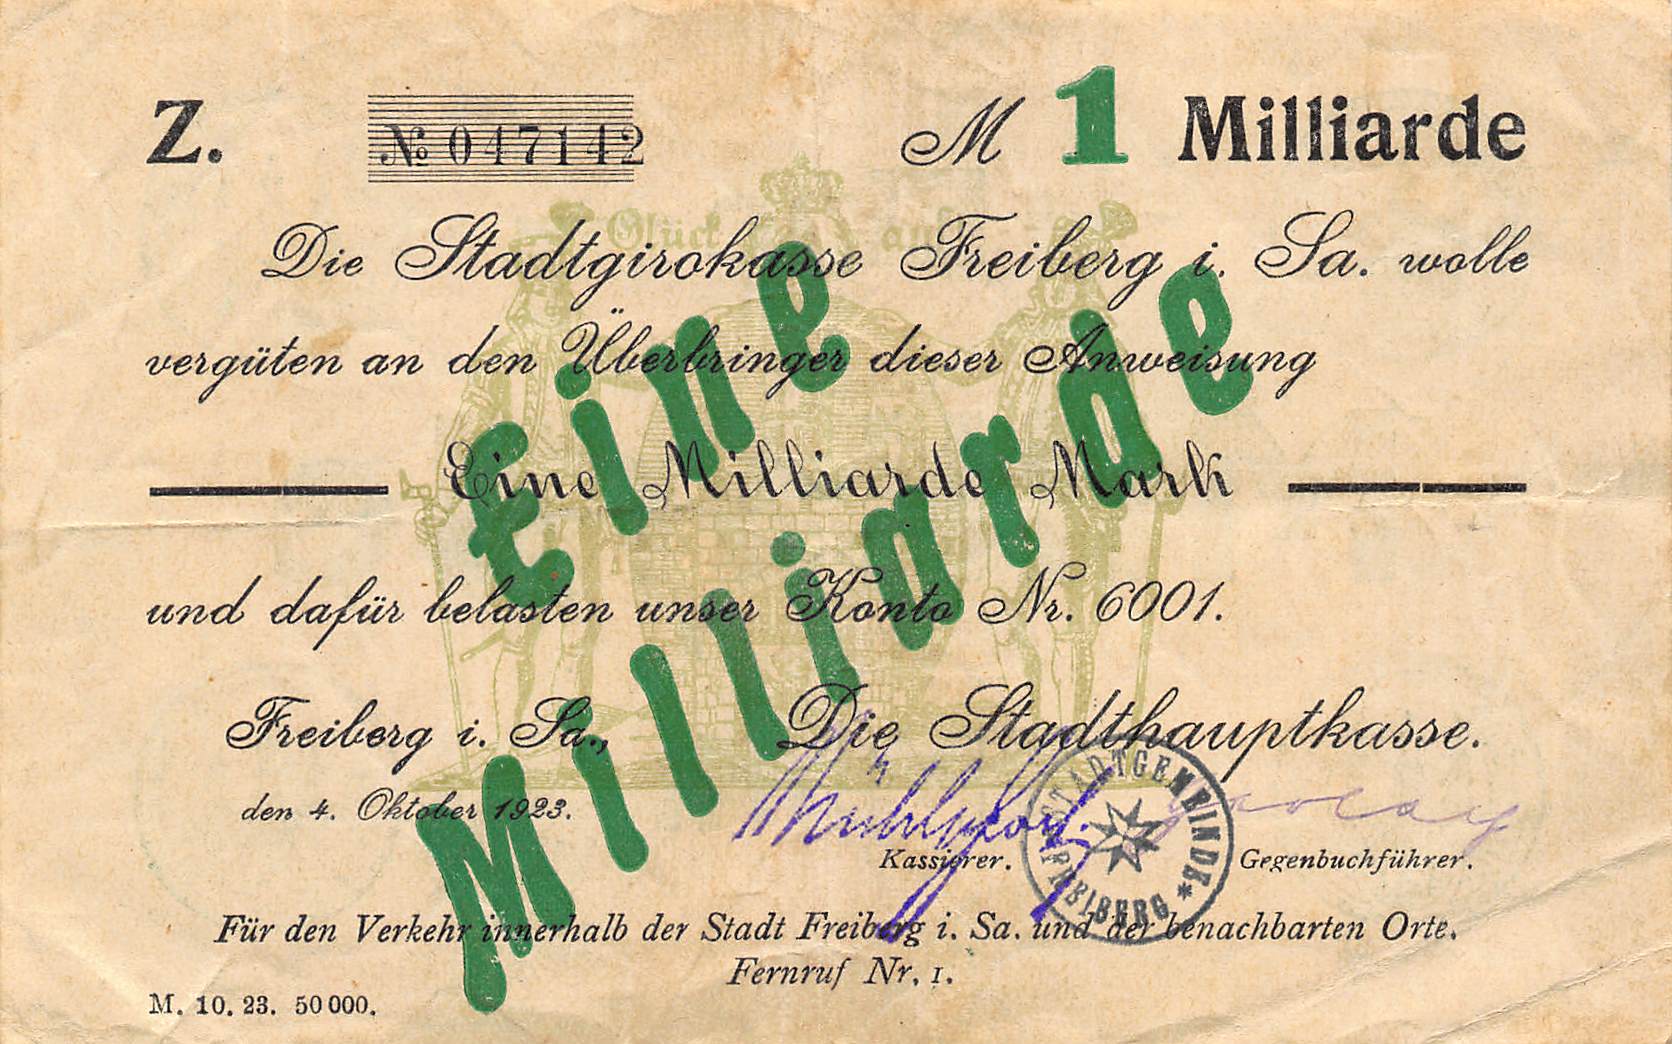 Z. № 047142 M 1 Milliarde
Glück auf
Die Stadtgirokasse Freiberg i. Sa. wolle
vergüten an den Überbringer dieser Anweisung
Eine Milliarde Mark
und dafür belasten unser Konto Nr. 6001.
Eine
Milliarde
Freiberg i. Sa., Die Stadthauptkasse.
den 4. Oktober 1923.
STADTGEMEINDE * FREIBERG
Kassierer. Gegenbuchführer.
Für den Verkehr innerhalb der Stadt Freiberg i. Sa. und der benachbarten Orte.
Fernruf Nr. 1.
M. 10. 23. 50 000.